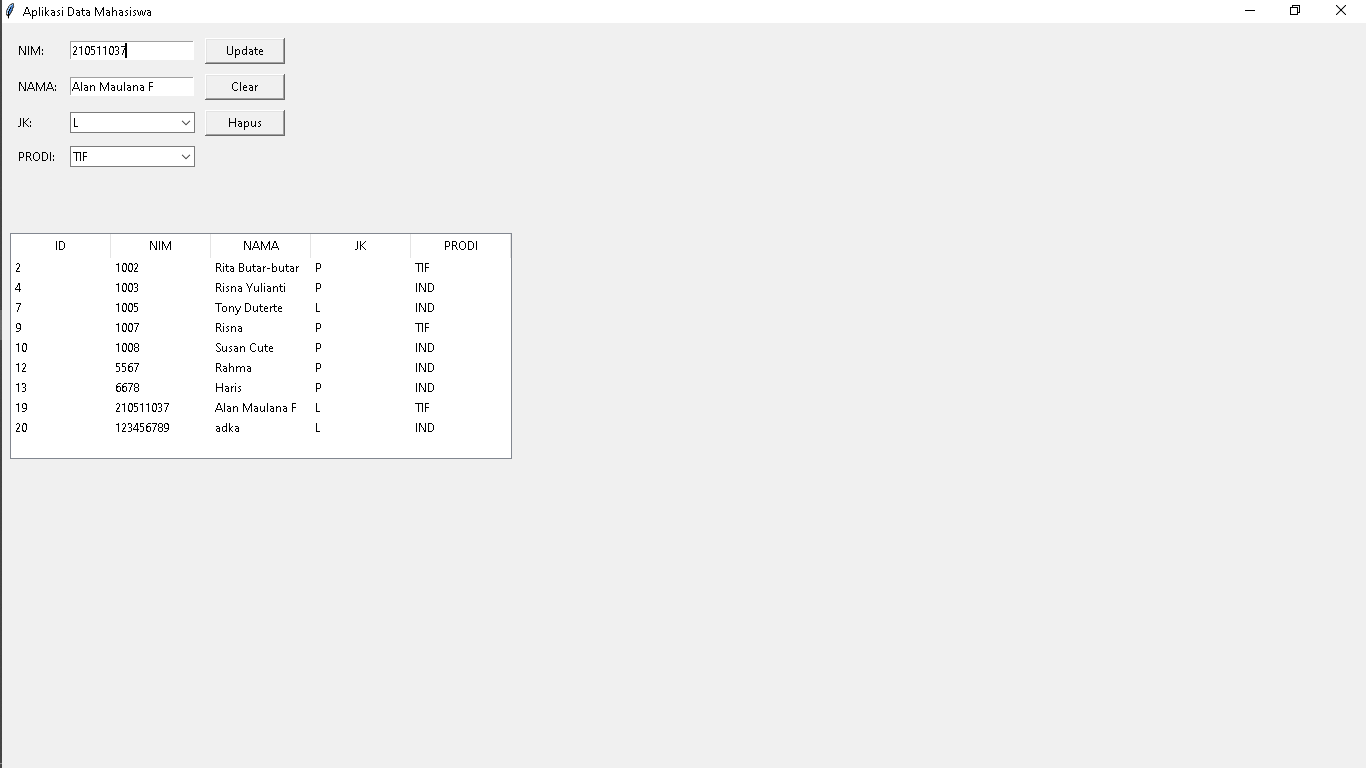 Aplikasi Data Mahasiswa
NIM: 210511037 Update
NAMA: Alan Maulana F Clear
JK: L Hapus
PRODI: TIF
ID NIM NAMA JK PRODI
2 1002 Rita Butar-butar P TIF
4 1003 Risna Yulianti P IND
7 1005 Tony Duterte L IND
9 1007 Risna P TIF
10 1008 Susan Cute P IND
12 5567 Rahma P IND
13 6678 Haris P IND
19 210511037 Alan Maulana F L TIF
20 123456789 adka L IND